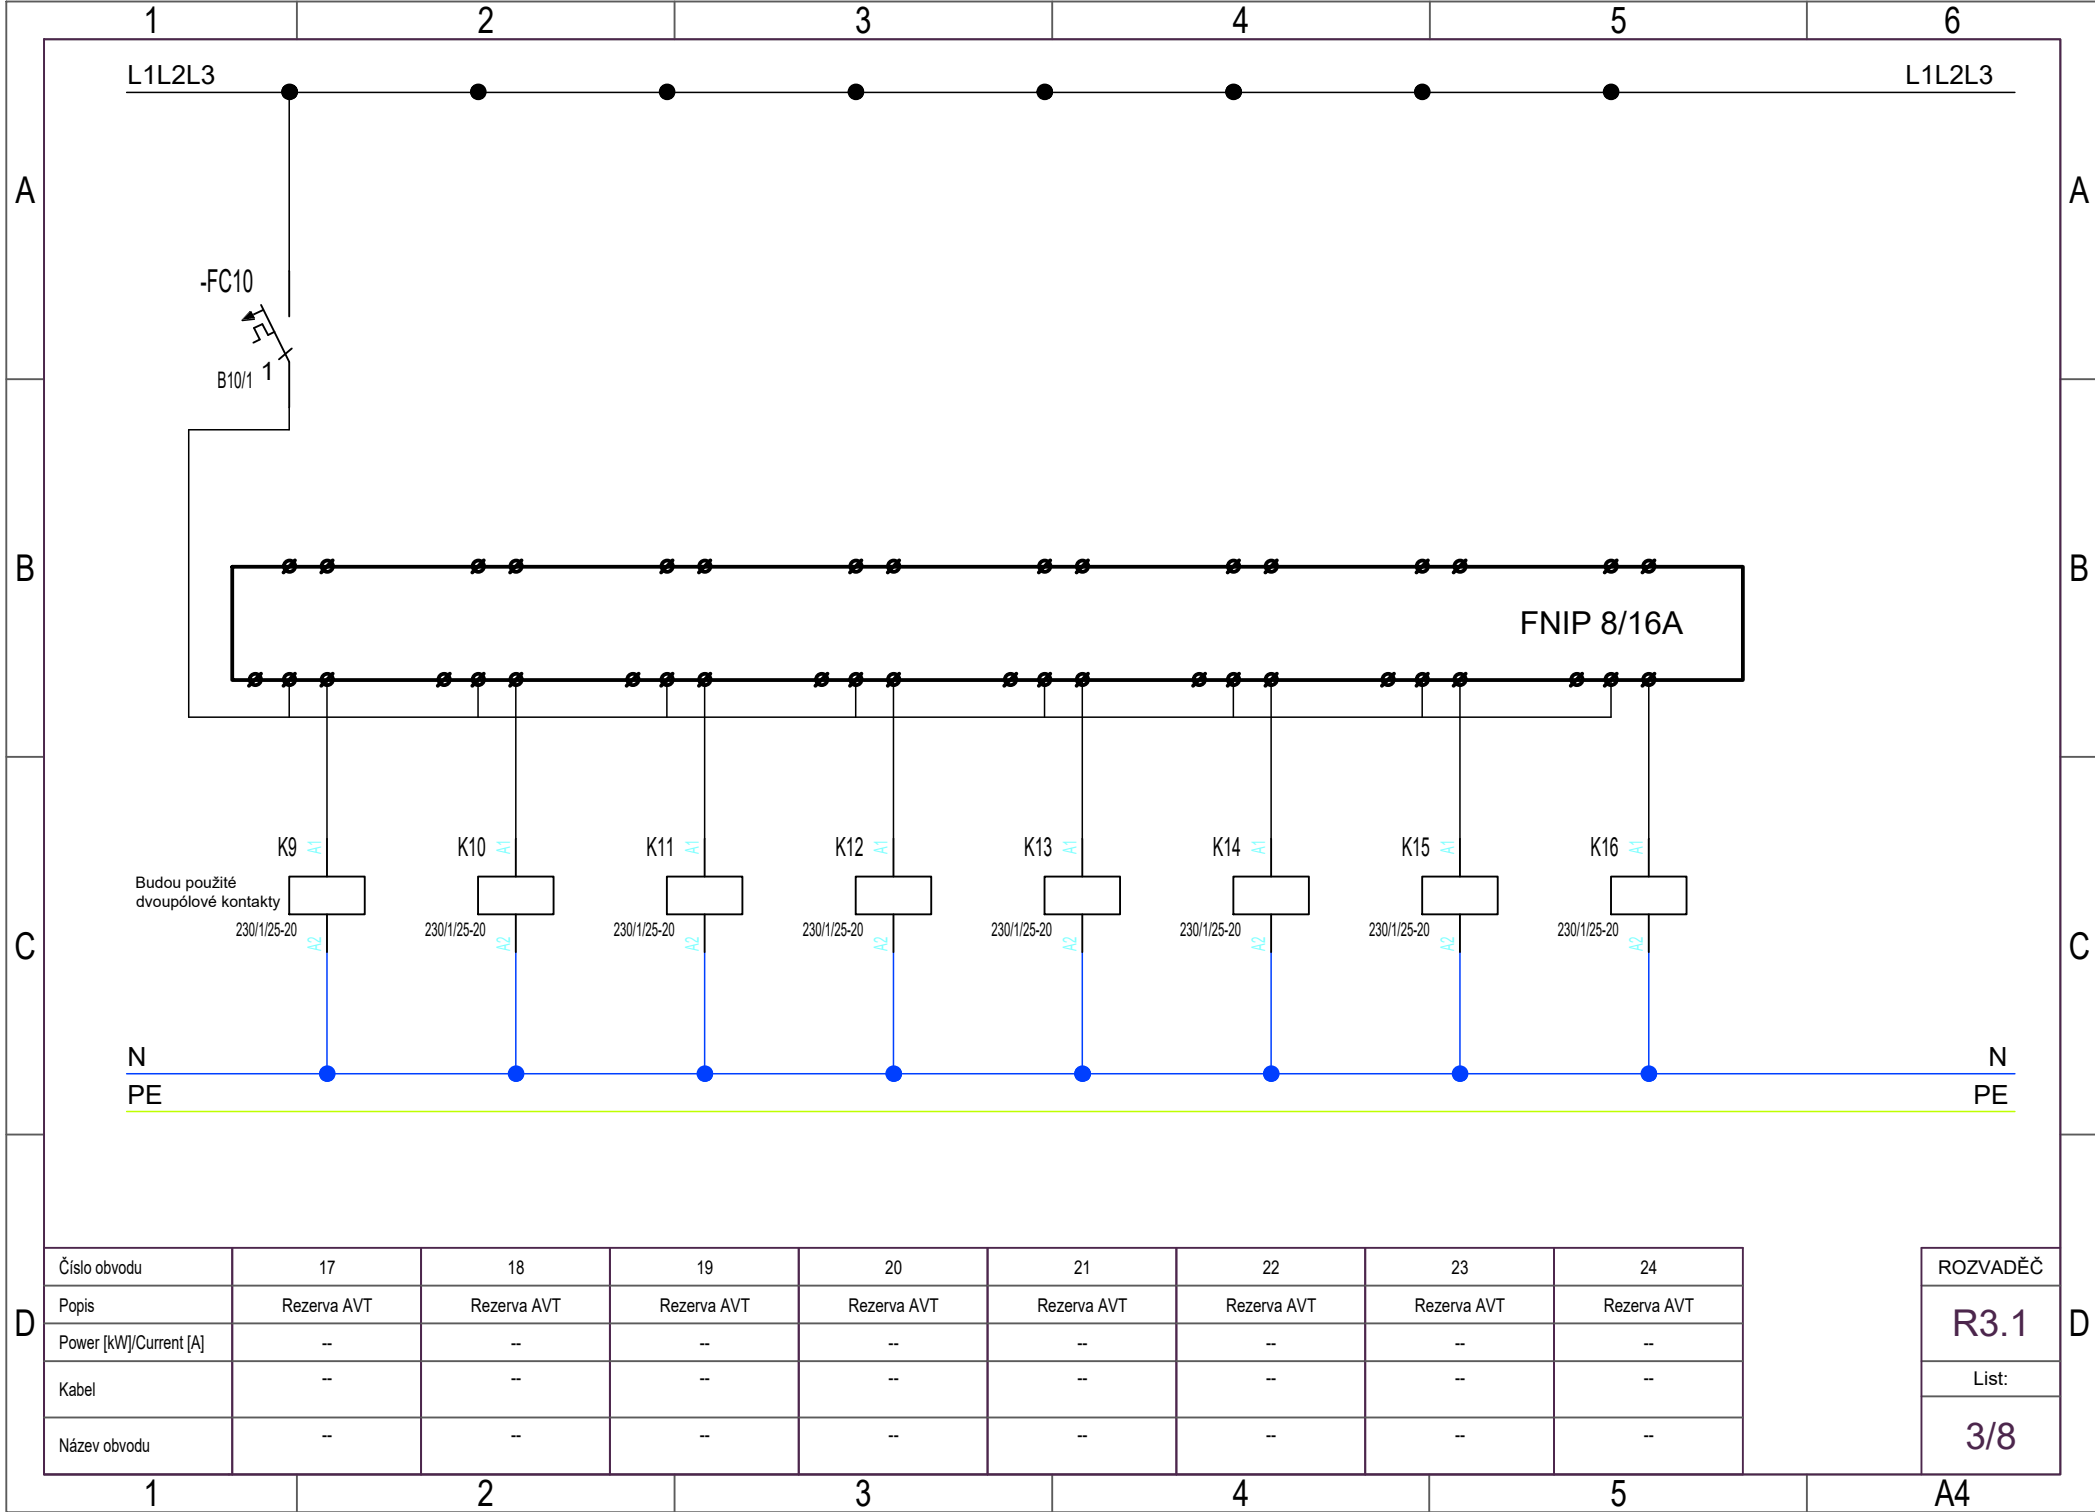 1 2 3 4 5 6
L1L2L3 L1L2L3
A A
-FC10
B10/1 1
B B
FNIP 8/16A
K9 A1 K10 A1 K11 A1 K12 A1 K13 A1 K14 A1 K15 A1 K16 A1
Budou použité
dvoupólové kontakty
230/1/25-20 230/1/25-20 230/1/25-20 230/1/25-20 230/1/25-20 230/1/25-20 230/1/25-20 230/1/25-20
A2 A2 A2 A2 A2 A2 A2 A2
C C
N N
PE PE
Číslo obvodu 17 18 19 20 21 22 23 24 ROZVADĚČ
Popis Rezerva AVT Rezerva AVT Rezerva AVT Rezerva AVT Rezerva AVT Rezerva AVT Rezerva AVT Rezerva AVT
D R3.1 D
Power [kW]/Current [A] -- -- -- -- -- -- -- --
Kabel -- -- -- -- -- -- -- -- List:
Název obvodu -- -- -- -- -- -- -- -- 3/8
1 2 3 4 5 A4